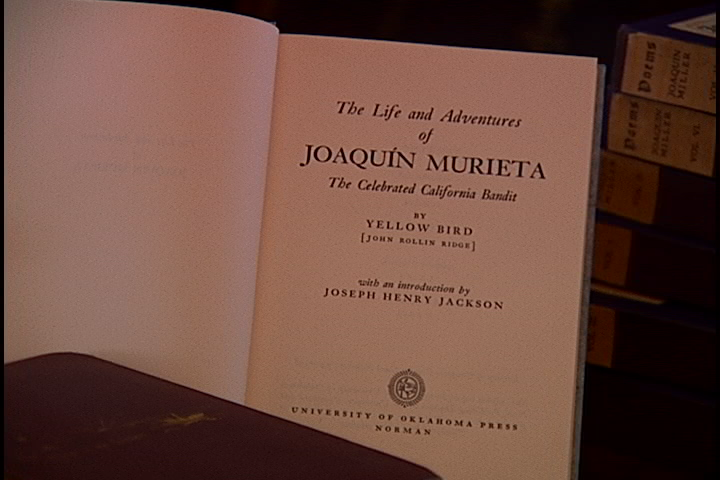 The Life and Adventures
of
JOAQUÍN MURIETA
The Celebrated California Bandit
BY
YELLOW BIRD
[JOHN ROLLIN RIDGE]
with an introduction by
JOSEPH HENRY JACKSON
UNIVERSITY OF OKLAHOMA PRESS
NORMAN
Poems
JOAQUIN
MILLER
Poems
JOAQUIN
MILLER
VOL. VI